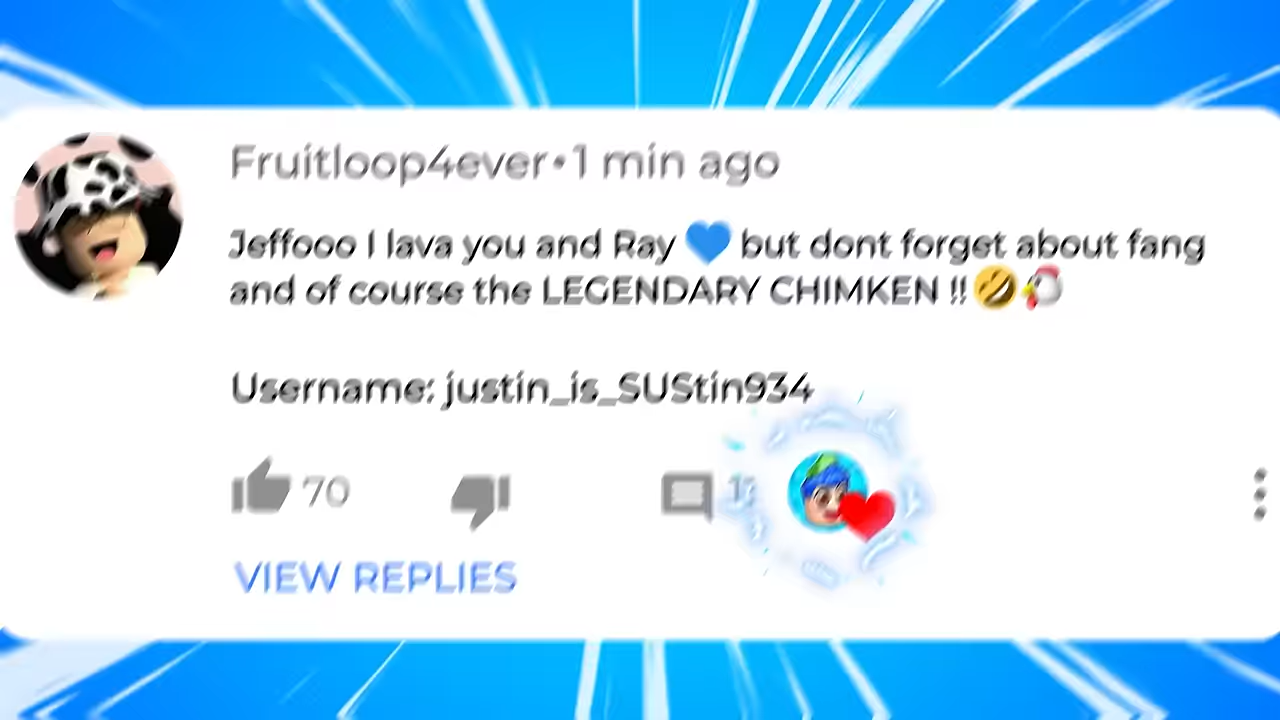 Fruitloop4ever•1 min ago
Jeffooo I lava you and Ray 💙 but dont forget about fang
and of course the LEGENDARY CHIMKEN !!🤣🐔
Username: justin_is_SUStin934
70
VIEW REPLIES